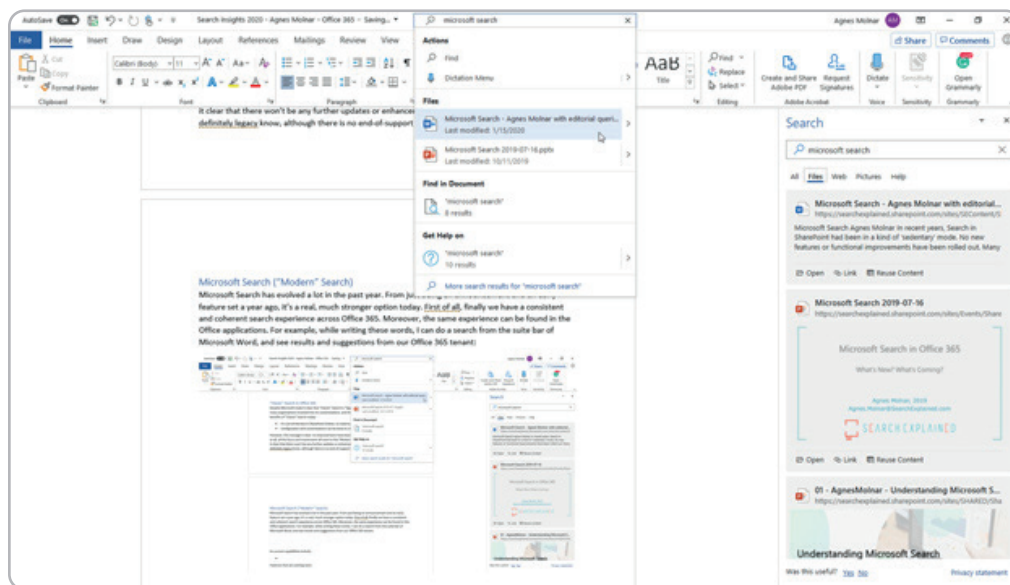 AutoSave On
Search Insights 2020 - Agnes Molnar - Office 365 - Saving...
microsoft search
Agnes Molnar
File Home Insert Draw Design Layout References Mailings Review View
Share Comments
Paste
Cut
Copy
Format Painter
Calibri (Body) 11
AaB
Title
Find
Replace
Select
Create and Share Adobe PDF
Request Signatures
Dictate
Sensitivity
Open Grammarly
Clipboard Font Paragraph Editing Adobe Acrobat Voice Sensitivity Grammarly
Actions
Find
Dictation Menu
Files
Microsoft Search - Agnes Molnar with editorial queri...
Last modified: 1/15/2020
Microsoft Search 2019-07-16.pptx
Last modified: 10/11/2019
Find in Document
"microsoft search"
8 results
Get Help on
"microsoft search"
10 results
More search results for "microsoft search"
it clear that there won't be any further updates or enhance
definitely legacy know, although there is no end-of-support
Microsoft Search ("Modern" Search)
Microsoft Search has evolved a lot in the past year. From ju
feature set a year ago, it's a real, much stronger option today. First of all, finally we have a consistent
and coherent search experience across Office 365. Moreover, the same experience can be found in the
Office applications. For example, while writing these words, I can do a search from the suite bar of
Microsoft Word, and see results and suggestions from our Office 365 tenant:
Search
microsoft search
All Files Web Pictures Help
Microsoft Search - Agnes Molnar with editorial...
https://searchexplained.sharepoint.com/sites/SEContent/S
Microsoft Search Agnes Molnar In recent years, Search in
SharePoint had been in a kind of 'sedentary' mode. No new
features or functional improvements have been rolled out. Many
Open Link Reuse Content
Microsoft Search 2019-07-16
https://searchexplained.sharepoint.com/sites/Events/Share
Microsoft Search in Office 365
What's New? What's Coming?
Agnes Molnar, 2019
Agnes.Molnar@SearchExplained.com
SEARCH EXPLAINED
Open Link Reuse Content
01 - AgnesMolnar - Understanding Microsoft S...
https://searchexplained.sharepoint.com/sites/SHARED/Sha
Understanding Microsoft Search
Was this useful? Yes No
Privacy statement